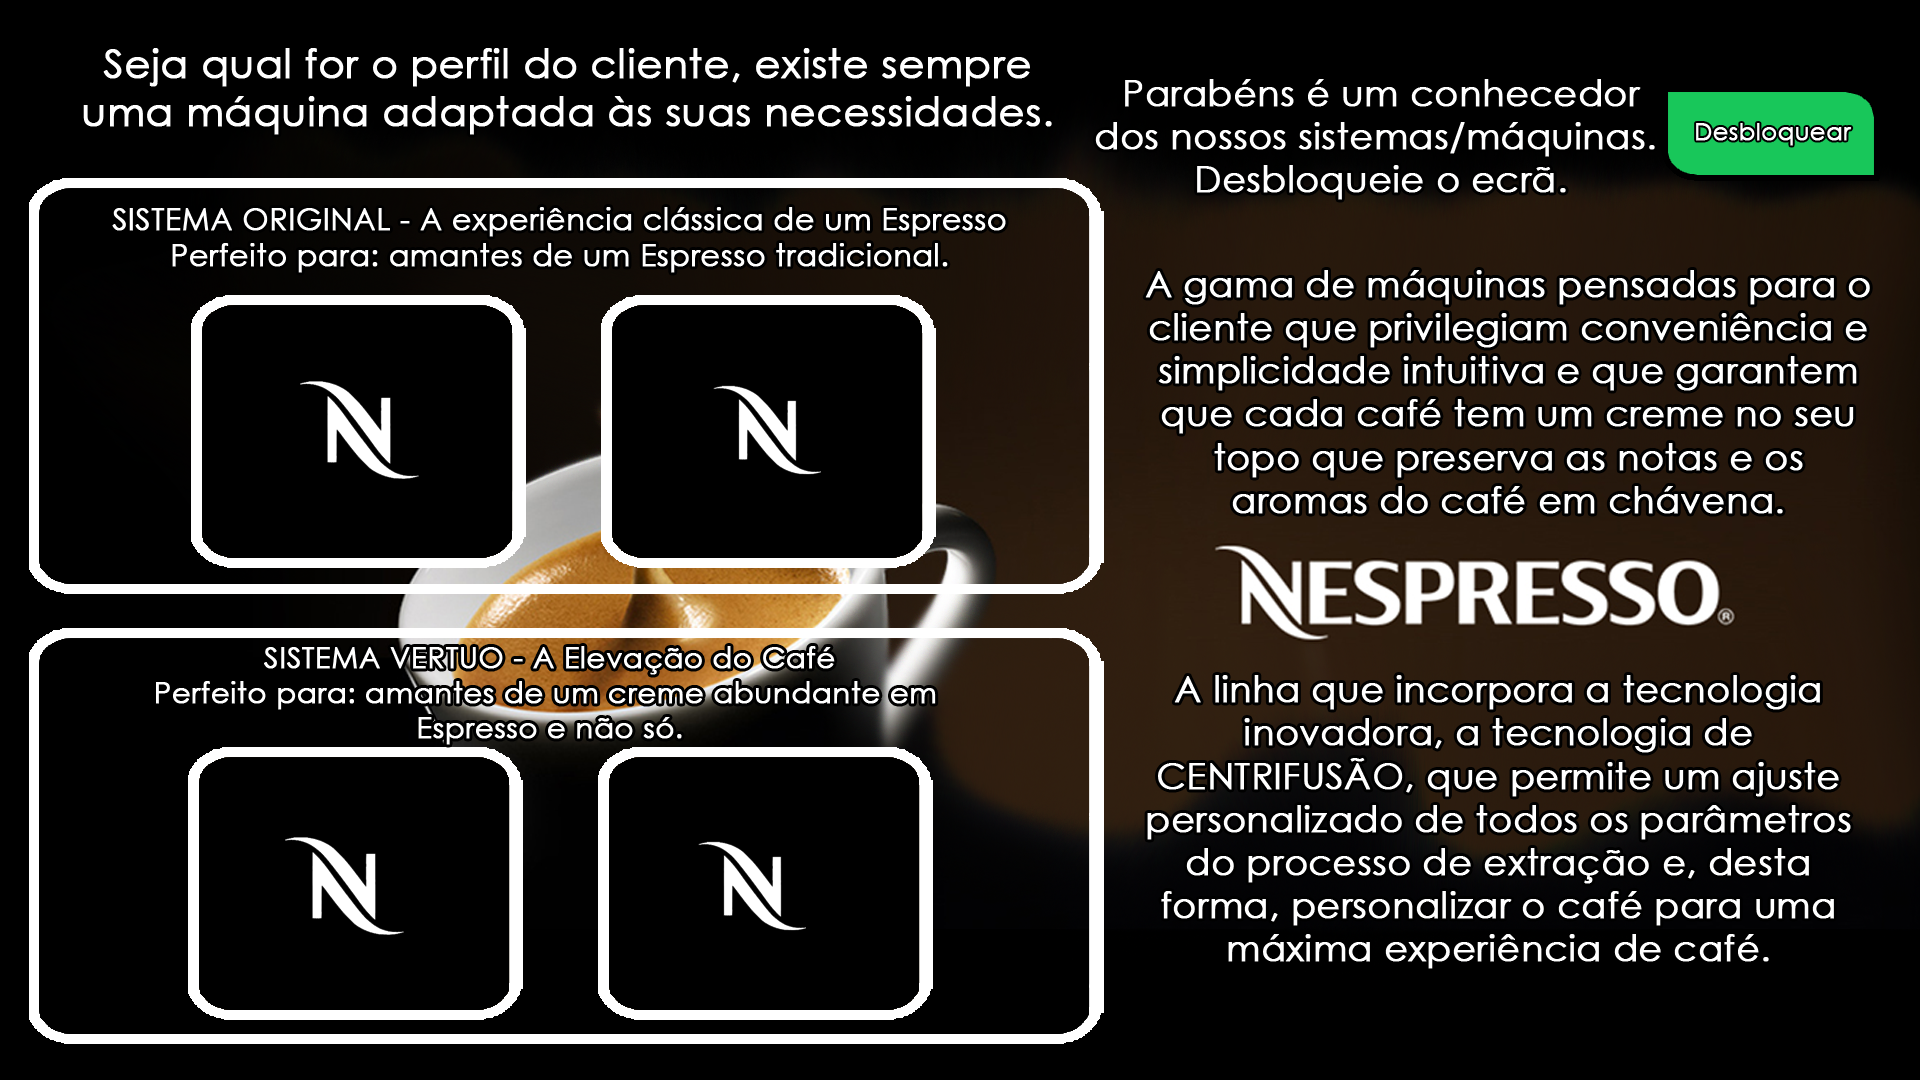 Seja qual for o perfil do cliente, existe sempre
uma máquina adaptada às suas necessidades.
SISTEMA ORIGINAL - A experiência clássica de um Espresso
Perfeito para: amantes de um Espresso tradicional.
N
N
SISTEMA VERTUO - A Elevação do Café
Perfeito para: amantes de um creme abundante em
Espresso e não só.
N
N
Parabéns é um conhecedor
dos nossos sistemas/máquinas.
Desbloqueie o ecrã.
Desbloquear
A gama de máquinas pensadas para o
cliente que privilegiam conveniência e
simplicidade intuitiva e que garantem
que cada café tem um creme no seu
topo que preserva as notas e os
aromas do café em chávena.
NESPRESSO®
A linha que incorpora a tecnologia
inovadora, a tecnologia de
CENTRIFUSÃO, que permite um ajuste
personalizado de todos os parâmetros
do processo de extração e, desta
forma, personalizar o café para uma
máxima experiência de café.